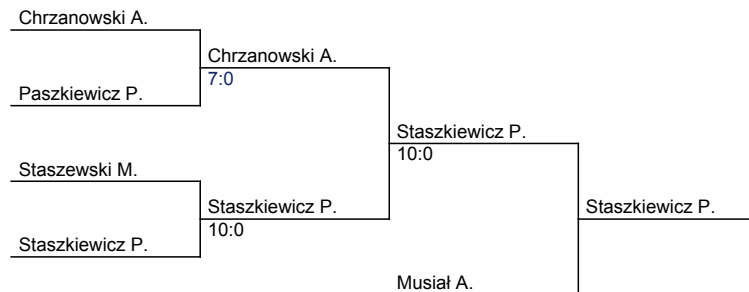 Chrzanowski A.
Chrzanowski A.
7:0
Paszkiewicz P.
Staszkiewicz P.
10:0
Staszewski M.
Staszkiewicz P.
Staszkiewicz P.
10:0
Staszkiewicz P.
Musiał A.